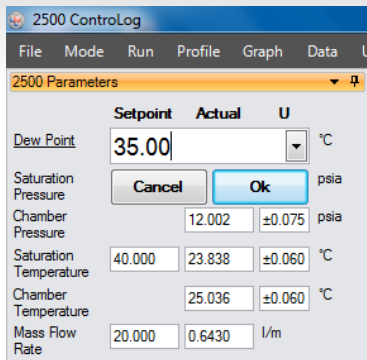 2500 ControLog
File Mode Run Profile Graph Data
2500 Parameters
Setpoint Actual U
Dew Point 35.00 °C
Saturation Pressure Cancel Ok psia
Chamber Pressure 12.002 ±0.075 psia
Saturation Temperature 40.000 23.838 ±0.060 °C
Chamber Temperature 25.036 ±0.060 °C
Mass Flow Rate 20.000 0.6430 l/m